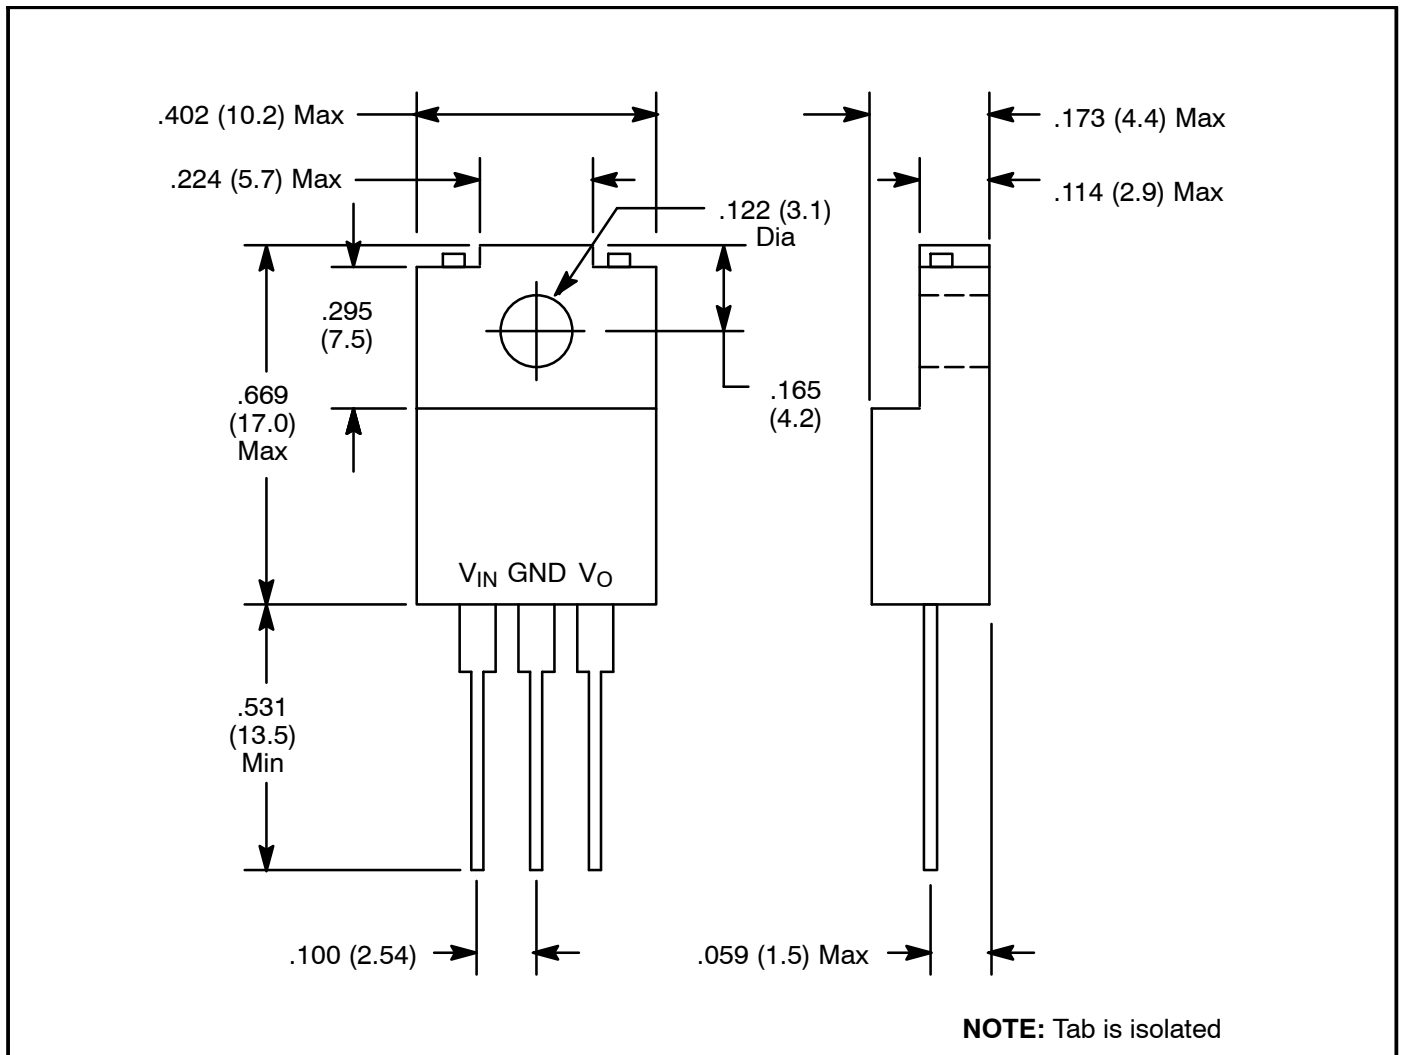 .402 (10.2) Max
.173 (4.4) Max
.224 (5.7) Max
.114 (2.9) Max
.122 (3.1)
Dia
.295
(7.5)
.669
(17.0)
Max
.165
(4.2)
VIN GND VO
.531
(13.5)
Min
.100 (2.54)
.059 (1.5) Max
NOTE: Tab is isolated